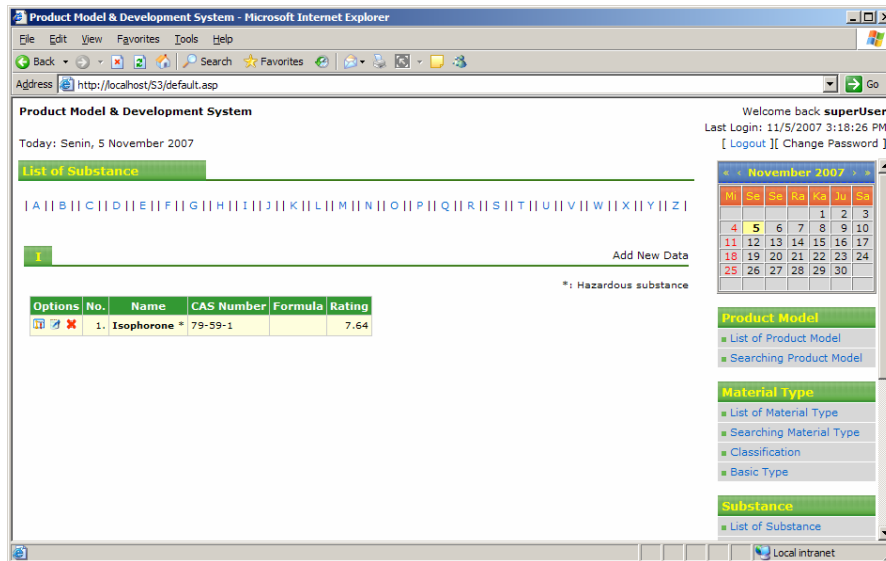 Product Model & Development System - Microsoft Internet Explorer
File Edit View Favorites Tools Help
Back Search Favorites
Address http://localhost/S3/default.asp Go
Product Model & Development System
Welcome back superUser
Last Login: 11/5/2007 3:18:26 PM
Today: Senin, 5 November 2007
[ Logout ][ Change Password ]
List of Substance
| A || B || C || D || E || F || G || H || I || J || K || L || M || N || O || P || Q || R || S || T || U || V || W || X || Y || Z |
I
Add New Data
*: Hazardous substance
Options No. Name CAS Number Formula Rating
1. Isophorone * 79-59-1 7.64
« ‹ November 2007 › »
Mi Se Se Ra Ka Ju Sa
1 2 3
4 5 6 7 8 9 10
11 12 13 14 15 16 17
18 19 20 21 22 23 24
25 26 27 28 29 30
Product Model
List of Product Model
Searching Product Model
Material Type
List of Material Type
Searching Material Type
Classification
Basic Type
Substance
List of Substance
Local intranet